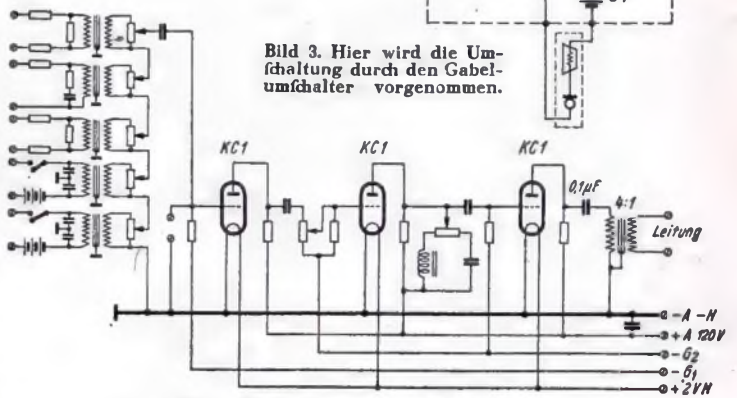 Bild 3. Hier wird die Um-
ſchaltung durch den Gabel-
umſchalter vorgenommen.
KC1
KC1
KC1
0,1µF
4:1
Leitung
-A -H
+A 120V
-G2
-G1
+2VH